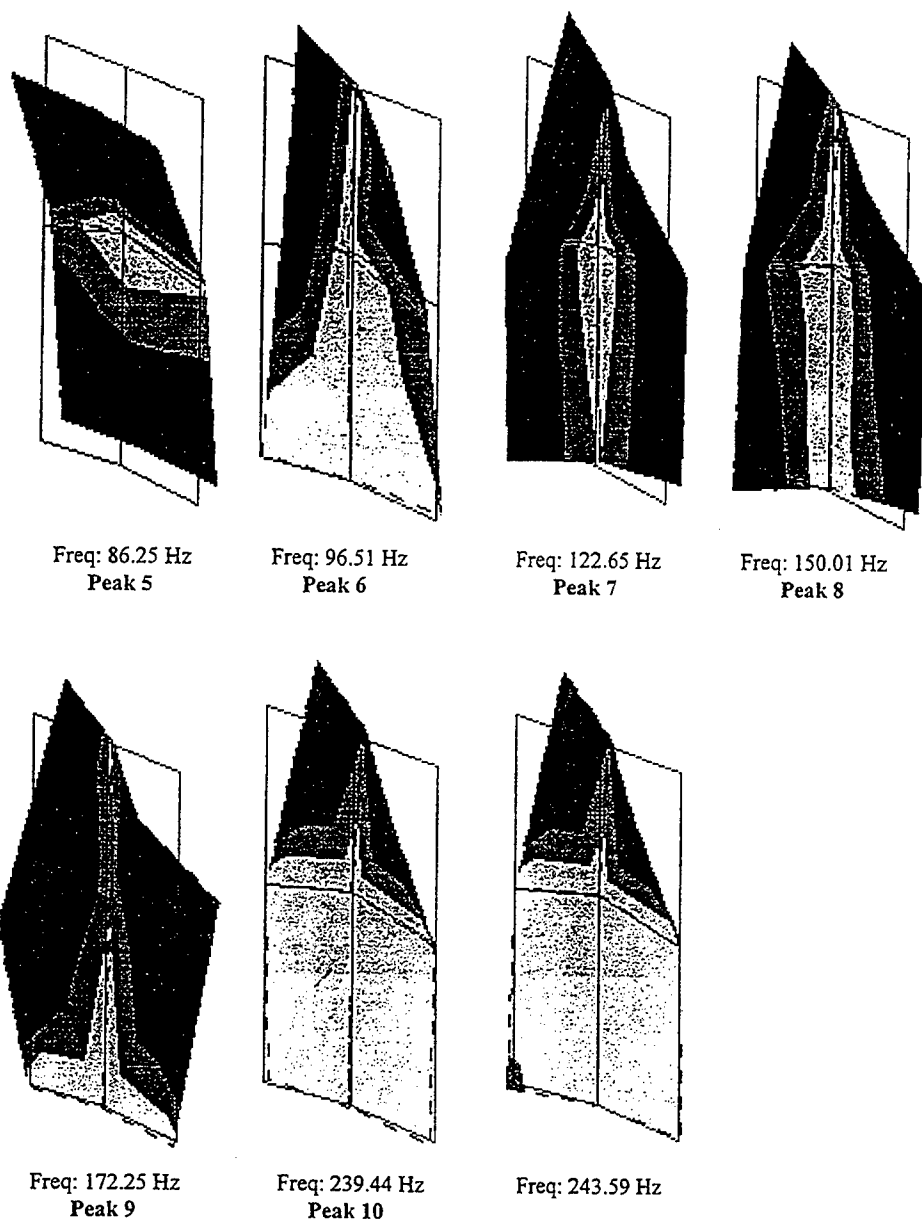 Freq: 86.25 Hz
Peak 5
Freq: 96.51 Hz
Peak 6
Freq: 122.65 Hz
Peak 7
Freq: 150.01 Hz
Peak 8
Freq: 172.25 Hz
Peak 9
Freq: 239.44 Hz
Peak 10
Freq: 243.59 Hz